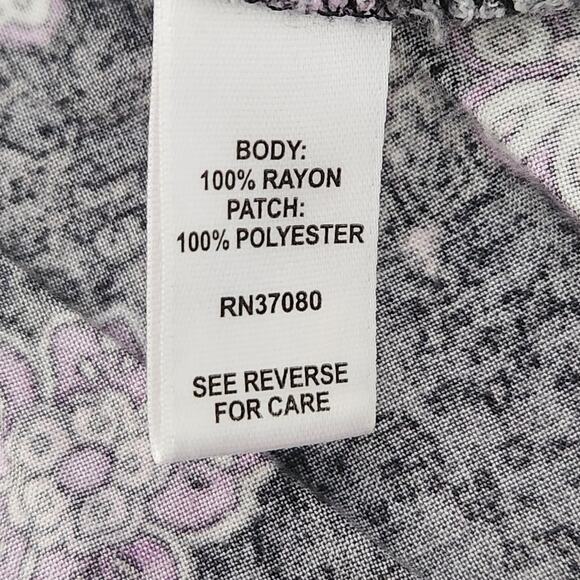 BODY:
100% RAYON
PATCH:
100% POLYESTER
RN37080
SEE REVERSE
FOR CARE